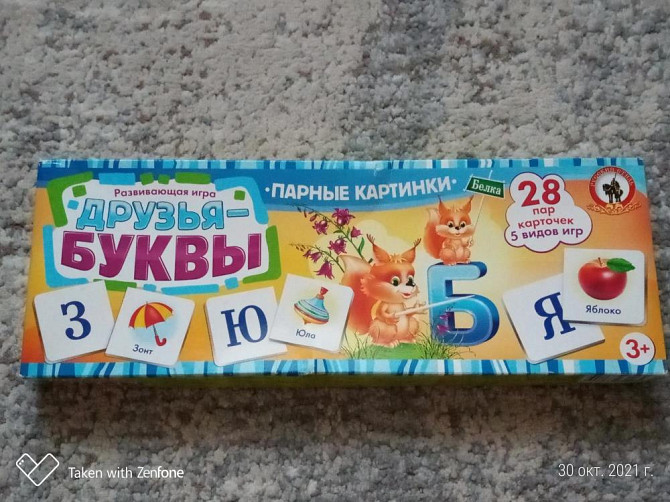 Развивающая игра
ДРУЗЬЯ-
БУКВЫ
• ПАРНЫЕ КАРТИНКИ •
Белка
28
пар
карточек
5 видов игр
З
Зонт
Ю
Юла
Б
Я
Яблоко
3+
Taken with Zenfone
30 окт. 2021 г.